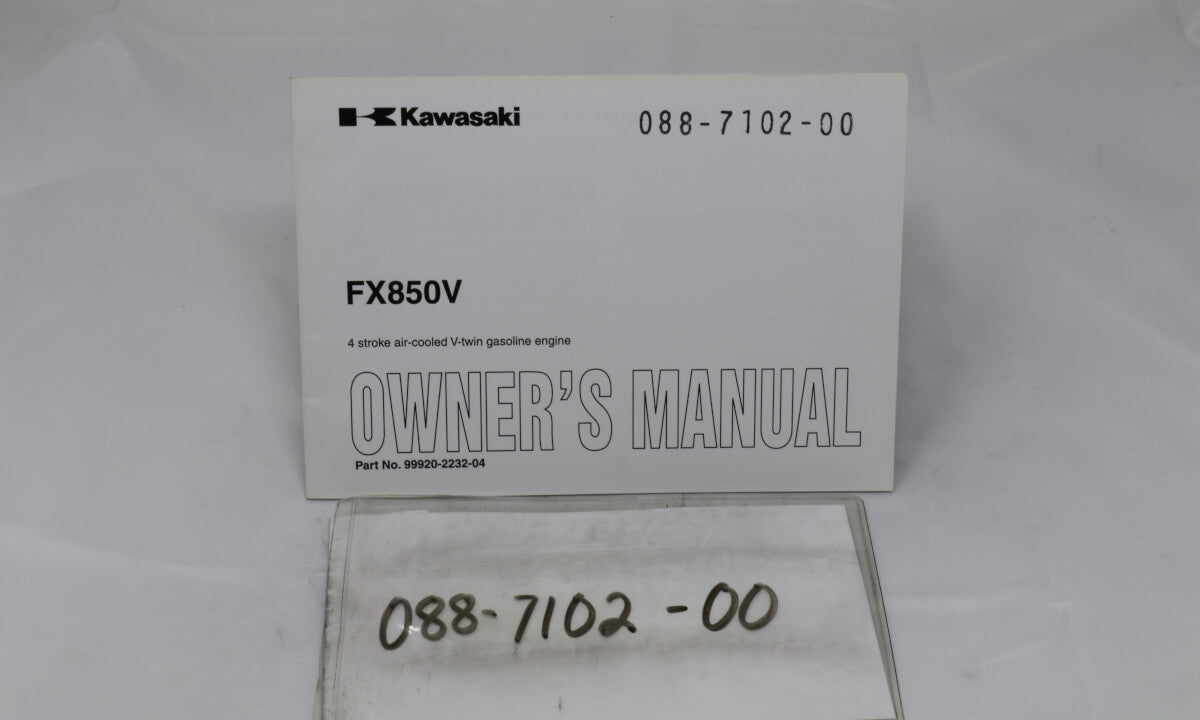 Kawasaki
088-7102-00
FX850V
4 stroke air-cooled V-twin gasoline engine
OWNER'S MANUAL
Part No. 99920-2232-04
088-7102-00